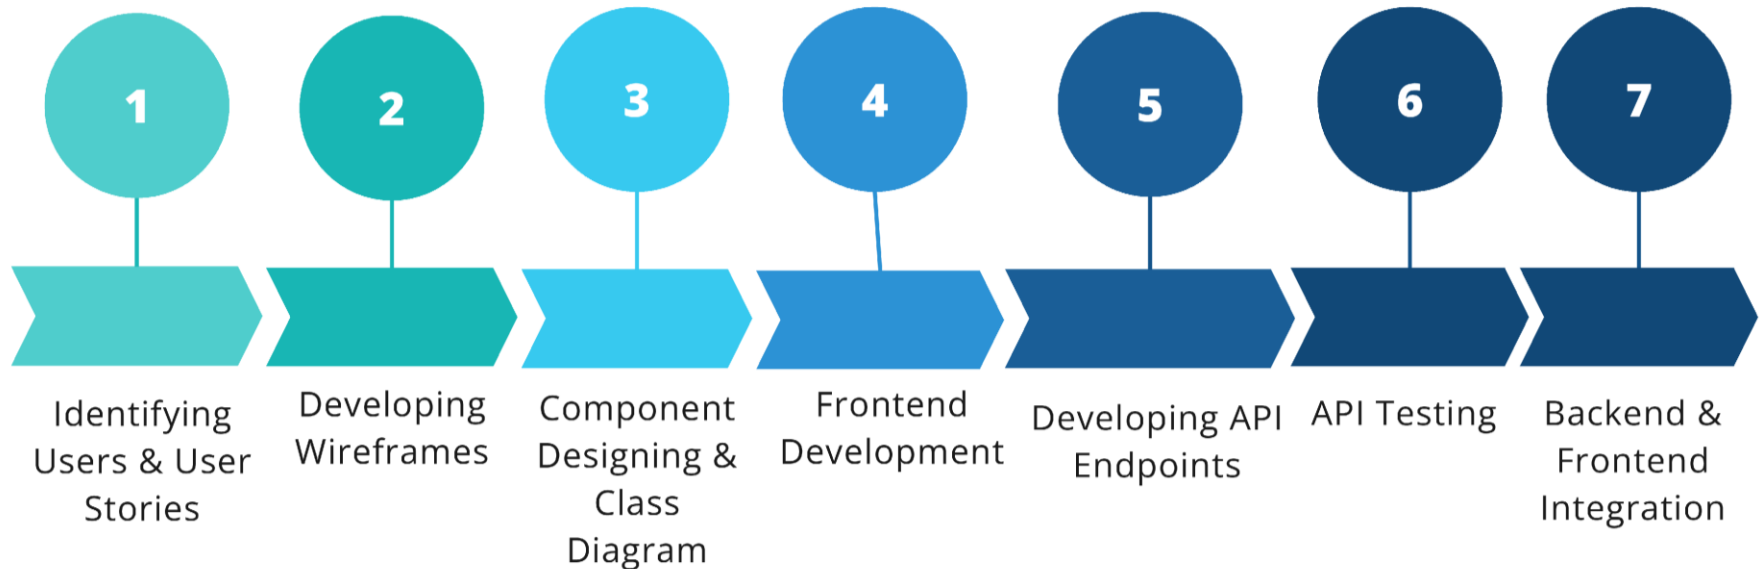 1
2
3
4
5
6
7
Identifying
Users & User
Stories
Developing
Wireframes
Component
Designing &
Class
Diagram
Frontend
Development
Developing API
Endpoints
API Testing
Backend &
Frontend
Integration